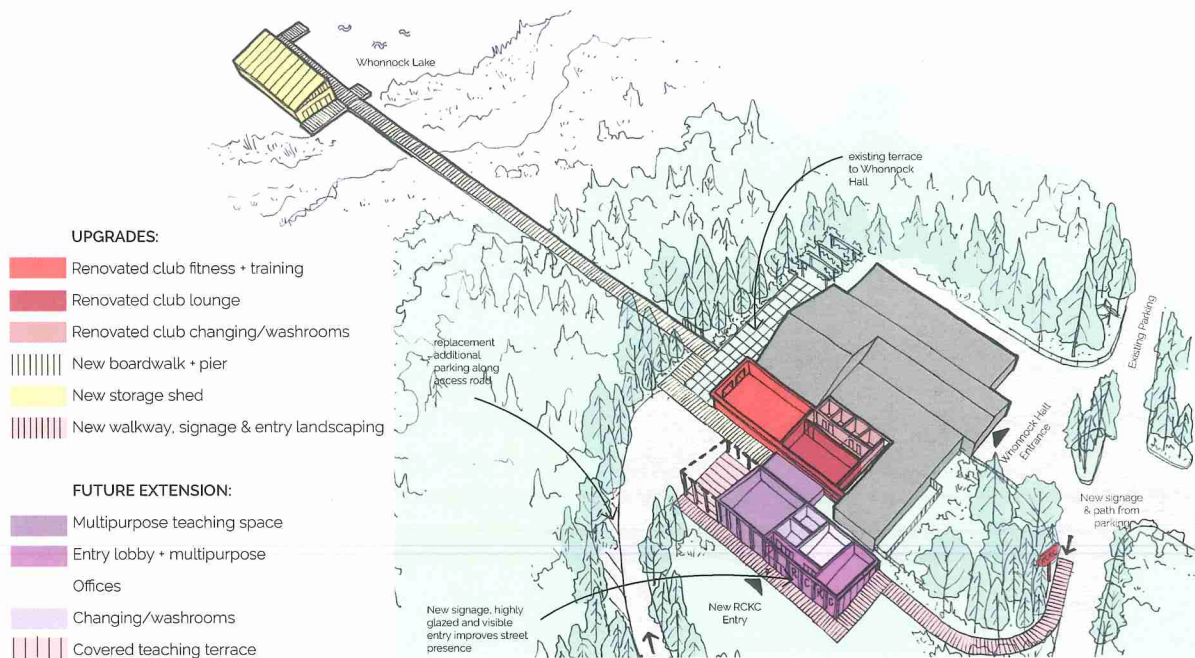 Whonnock Lake
existing terrace
to Whonnock
Hall
UPGRADES:
Renovated club fitness + training
Renovated club lounge
Renovated club changing/washrooms
New boardwalk + pier
New storage shed
New walkway, signage & entry landscaping
FUTURE EXTENSION:
Multipurpose teaching space
Entry lobby + multipurpose
Offices
Changing/washrooms
Covered teaching terrace
replacement
additional
parking along
access road
Existing Parking
Whonnock Hall
Entrance
New signage
& path from
parking
RCKC
New RCKC
Entry
New signage, highly
glazed and visible
entry improves street
presence